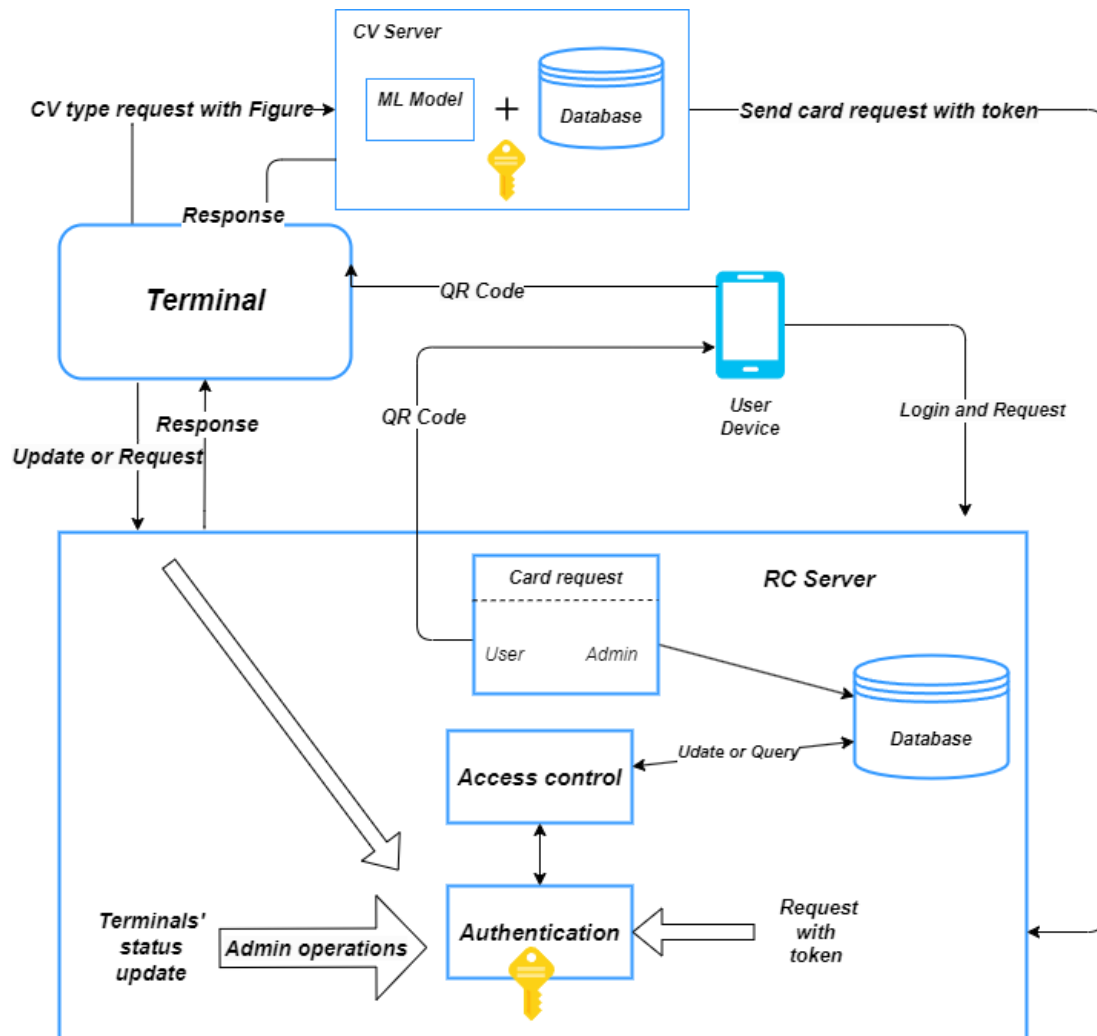 CV Server
ML Model
+
Database
CV type request with Figure
Send card request with token
Response
Terminal
QR Code
User
Device
QR Code
Login and Request
Response
Update or Request
Card request
User
Admin
RC Server
Database
Udate or Query
Access control
Terminals'
status
update
Admin operations
Authentication
Request
with
token